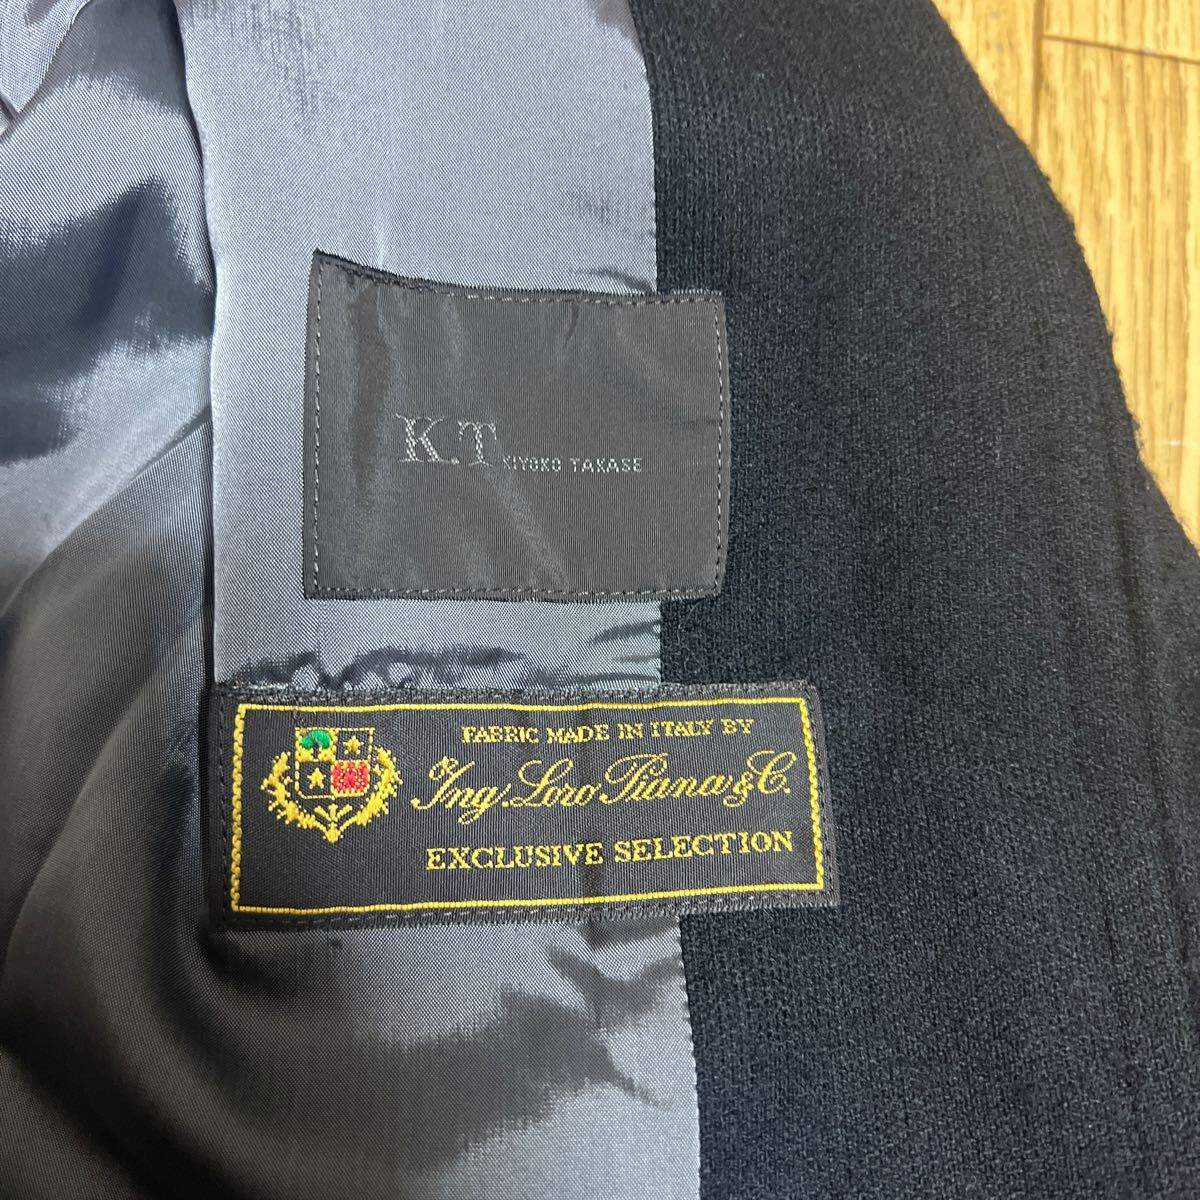 K.T KIYOKO TAKASE
FABRIC MADE IN ITALY BY
Ing. Loro Piana & C.
EXCLUSIVE SELECTION